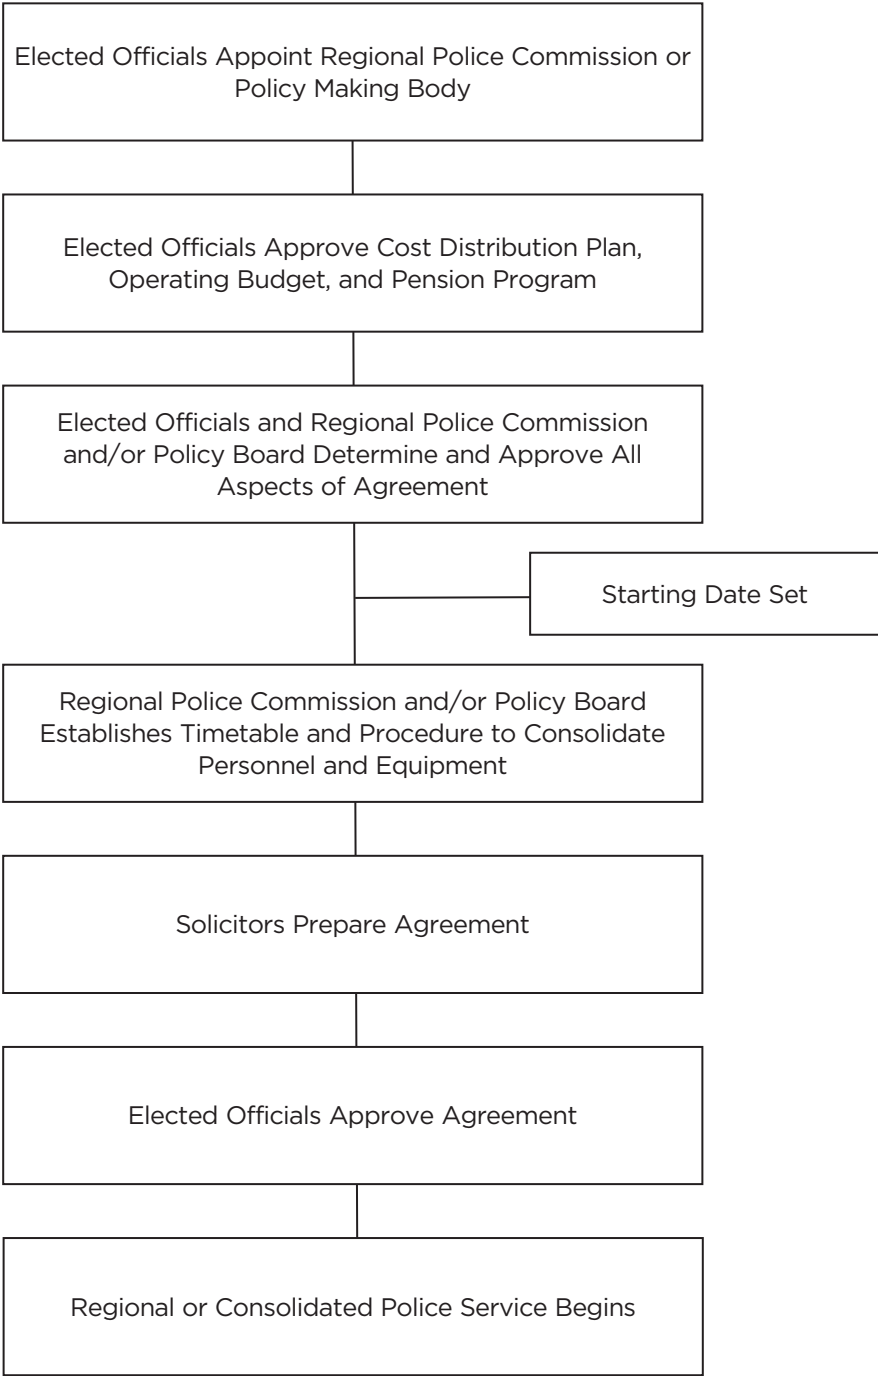 Elected Officials Appoint Regional Police Commission or
Policy Making Body
Elected Officials Approve Cost Distribution Plan,
Operating Budget, and Pension Program
Elected Officials and Regional Police Commission
and/or Policy Board Determine and Approve All
Aspects of Agreement
Starting Date Set
Regional Police Commission and/or Policy Board
Establishes Timetable and Procedure to Consolidate
Personnel and Equipment
Solicitors Prepare Agreement
Elected Officials Approve Agreement
Regional or Consolidated Police Service Begins